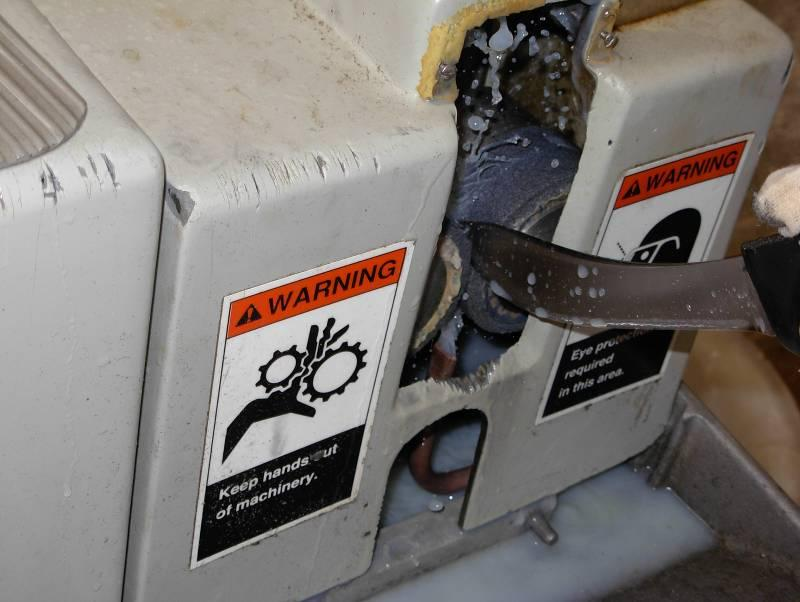 WARNING
Keep hands out
of machinery.
WARNING
Eye protection
required
in this area.